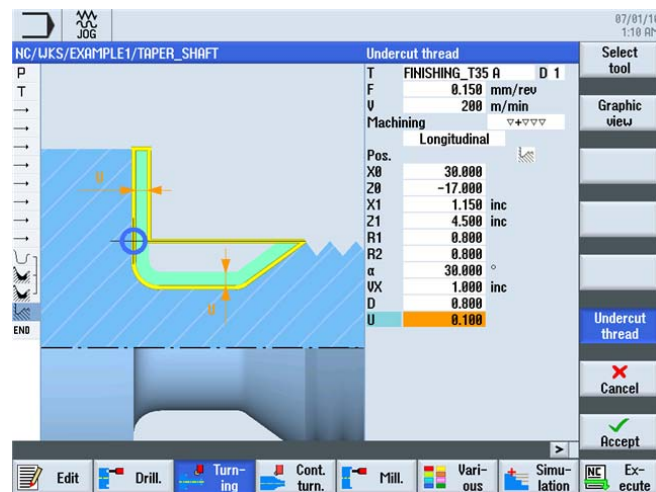 JOG
07/01/1
1:10 AM
NC/WKS/EXAMPLE1/TAPER_SHAFT
Undercut thread
Select tool
P
T
END
T FINISHING_T35 A D 1
F 0.150 mm/rev
V 200 m/min
Machining ▽+▽▽▽
Longitudinal
Pos.
X0 30.000
Z0 -17.000
X1 1.150 inc
Z1 4.500 inc
R1 0.800
R2 0.800
α 30.000 °
VX 1.000 inc
D 0.800
U 0.100
U
U
Graphic view
Undercut thread
Cancel
Accept
>
Edit
Drill.
Turn-
ing
Cont.
turn.
Mill.
Vari-
ous
Simu-
lation
NC
Ex-
ecute